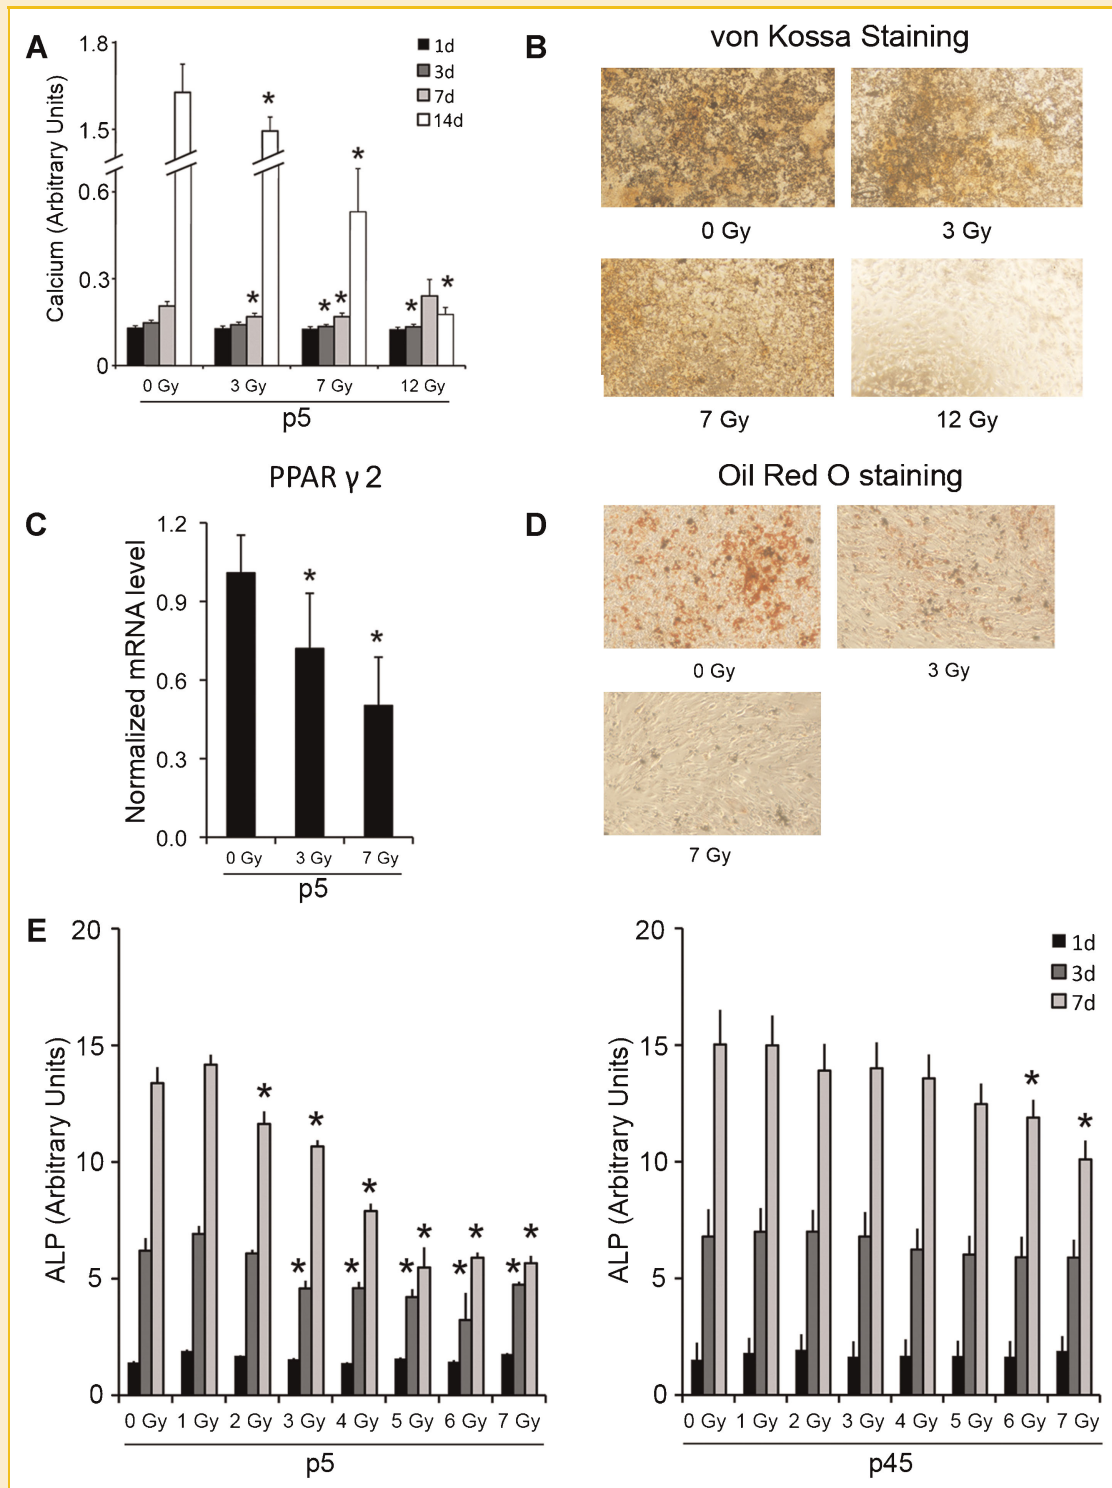 A
1.8
1.5
0.6
0.3
0
Calcium (Arbitrary Units)
1d
3d
7d
14d
*
*
*
* *
*
*
0 Gy 3 Gy 7 Gy 12 Gy
p5
B
von Kossa Staining
0 Gy 3 Gy
7 Gy 12 Gy
PPAR γ 2
C
1.2
0.9
0.6
0.3
0.0
Normalized mRNA level
*
*
0 Gy 3 Gy 7 Gy
p5
Oil Red O staining
D
0 Gy 3 Gy
7 Gy
E
20
15
10
5
0
ALP (Arbitrary Units)
*
*
*
* * *
* * * * *
0 Gy 1 Gy 2 Gy 3 Gy 4 Gy 5 Gy 6 Gy 7 Gy
p5
20
15
10
5
0
ALP (Arbitrary Units)
1d
3d
7d
*
*
0 Gy 1 Gy 2 Gy 3 Gy 4 Gy 5 Gy 6 Gy 7 Gy
p45